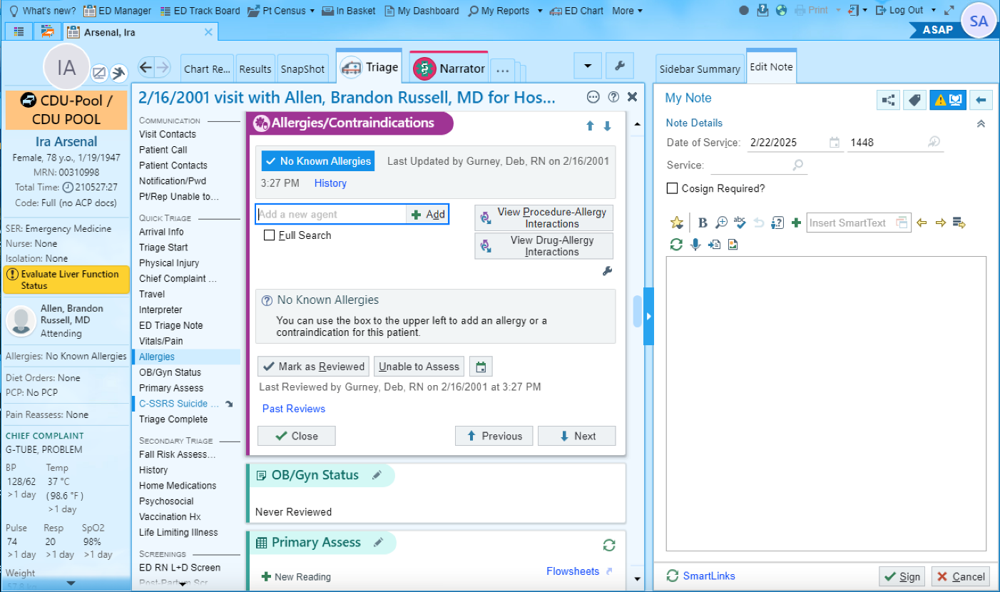 What's new? ED Manager ED Track Board Pt Census In Basket My Dashboard My Reports ED Chart More Print Log Out
Arsenal, Ira
ASAP
SA
IA
CDU-Pool /
CDU POOL
Ira Arsenal
Female, 78 y.o., 1/19/1947
MRN: 00310998
Total Time: 210527:27
Code: Full (no ACP docs)
SER: Emergency Medicine
Nurse: None
Isolation: None
Evaluate Liver Function
Status
Allen, Brandon
Russell, MD
Attending
Allergies: No Known Allergies
Diet Orders: None
PCP: No PCP
Pain Reassess: None
CHIEF COMPLAINT
G-TUBE, PROBLEM
BP Temp
128/62 37 °C
>1 day (98.6 °F)
>1 day
Pulse Resp SpO2
74 20 98%
>1 day >1 day >1 day
Weight
57.8 kg
Chart Re... Results SnapShot Triage Narrator ...
2/16/2001 visit with Allen, Brandon Russell, MD for Hos...
COMMUNICATION
Visit Contacts
Patient Call
Patient Contacts
Notification/Pwd
Pt/Rep Unable to...
QUICK TRIAGE
Arrival Info
Triage Start
Physical Injury
Chief Complaint ...
Travel
Interpreter
ED Triage Note
Vitals/Pain
Allergies
OB/Gyn Status
Primary Assess
C-SSRS Suicide ...
Triage Complete
SECONDARY TRIAGE
Fall Risk Assess...
History
Home Medications
Psychosocial
Vaccination Hx
Life Limiting Illness
SCREENINGS
ED RN L+D Screen
Post-Partum Scr
Allergies/Contraindications
No Known Allergies Last Updated by Gurney, Deb, RN on 2/16/2001
3:27 PM History
Add a new agent Add
Full Search
View Procedure-Allergy
Interactions
View Drug-Allergy
Interactions
No Known Allergies
You can use the box to the upper left to add an allergy or a
contraindication for this patient.
Mark as Reviewed Unable to Assess
Last Reviewed by Gurney, Deb, RN on 2/16/2001 at 3:27 PM
Past Reviews
Close Previous Next
OB/Gyn Status
Never Reviewed
Primary Assess
New Reading Flowsheets
Sidebar Summary Edit Note
My Note
Note Details
Date of Service: 2/22/2025 1448
Service:
Cosign Required?
B abc Insert SmartText
SmartLinks Sign Cancel